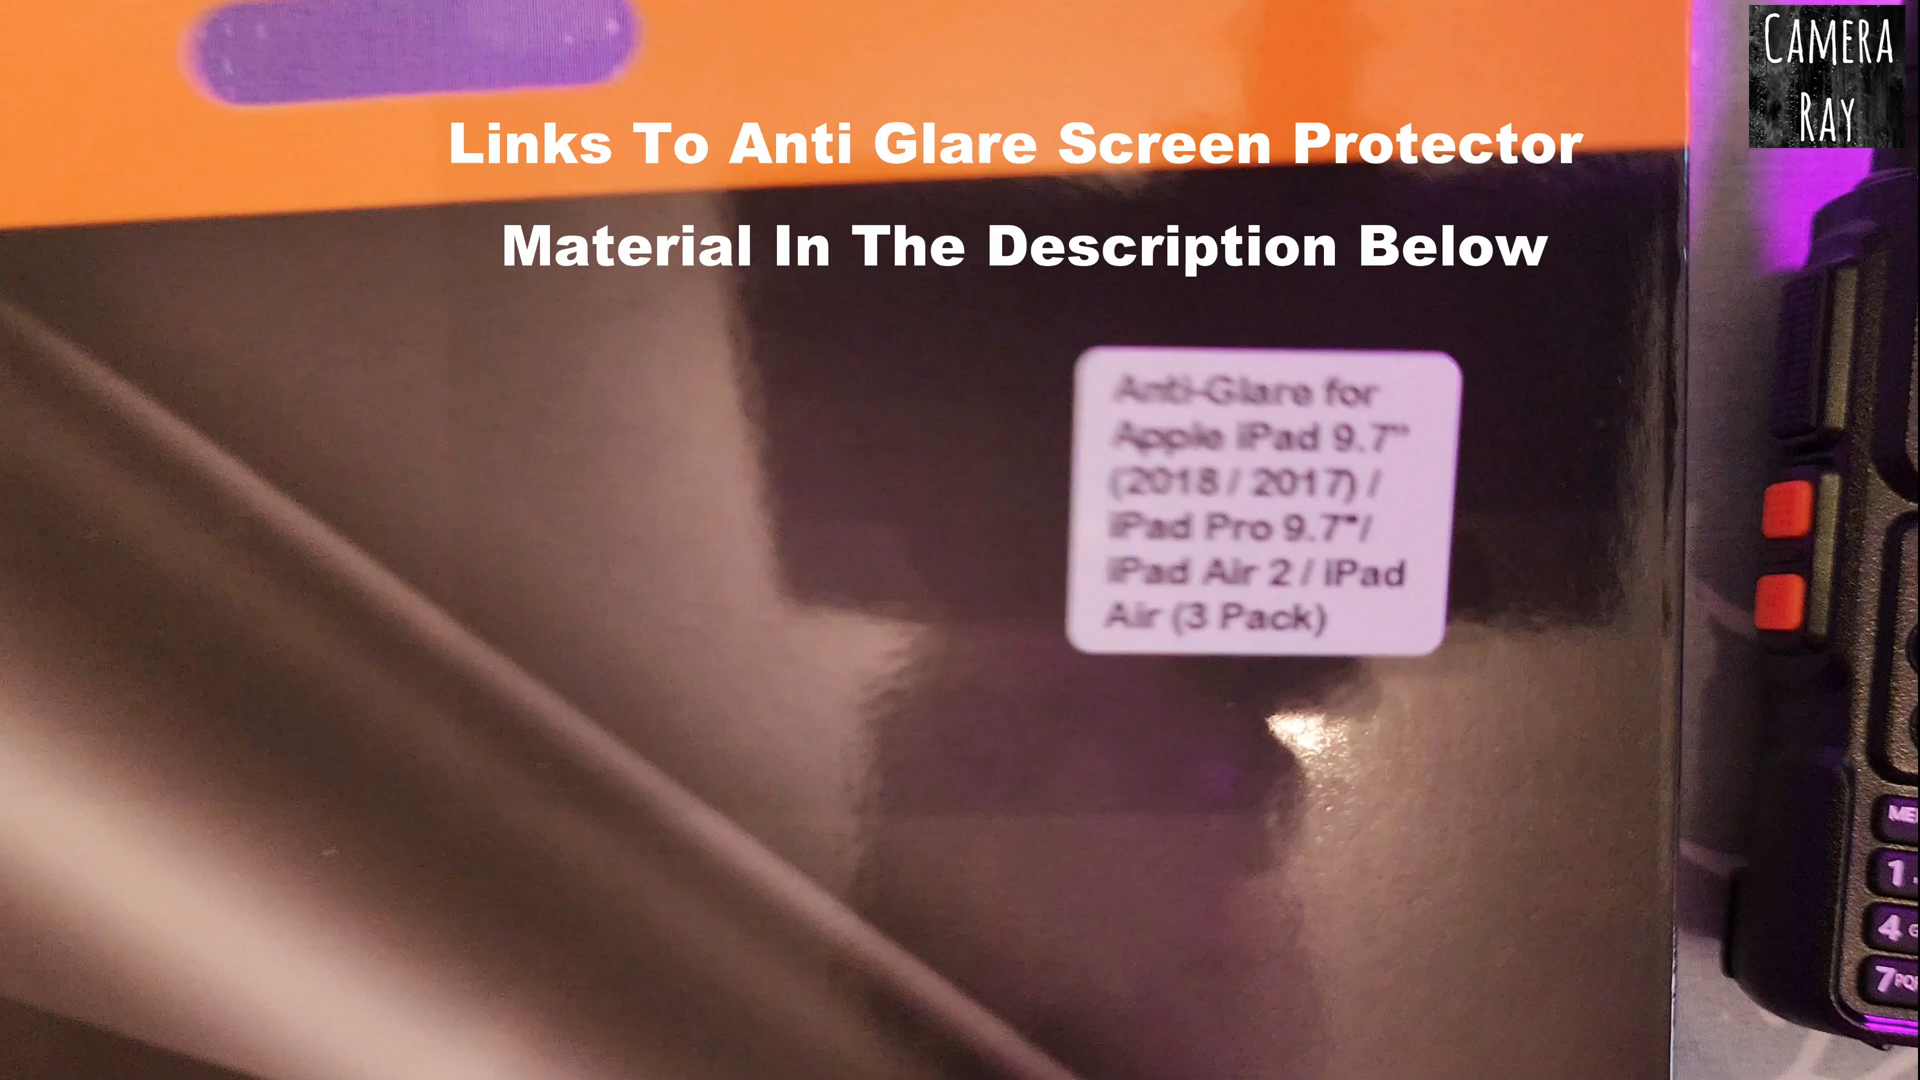 CAMERA
RAY
Links To Anti Glare Screen Protector
Material In The Description Below
Anti-Glare for
Apple iPad 9.7"
(2018 / 2017) /
iPad Pro 9.7"/
iPad Air 2 / iPad
Air (3 Pack)
1
4
7